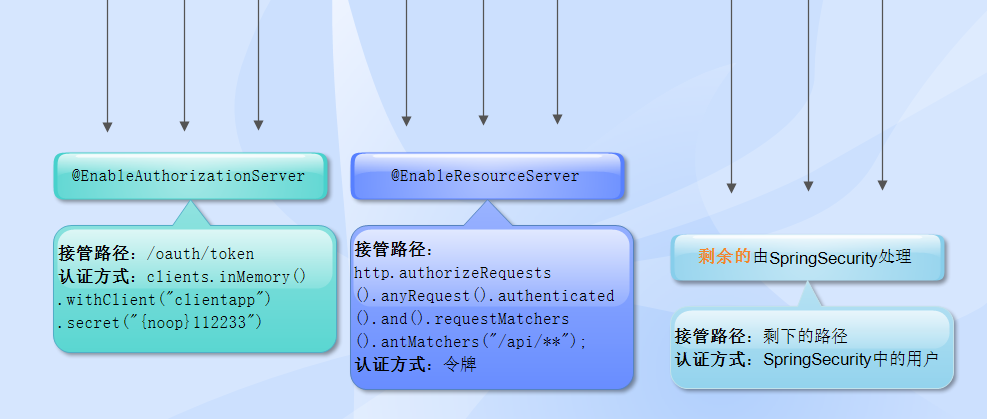 @EnableAuthorizationServer
接管路径：/oauth/token
认证方式：clients.inMemory()
.withClient("clientapp")
.secret("{noop}112233")
@EnableResourceServer
接管路径：
http.authorizeRequests
().anyRequest().authenticated
().and().requestMatchers
().antMatchers("/api/**");
认证方式：令牌
剩余的由SpringSecurity处理
接管路径：剩下的路径
认证方式：SpringSecurity中的用户